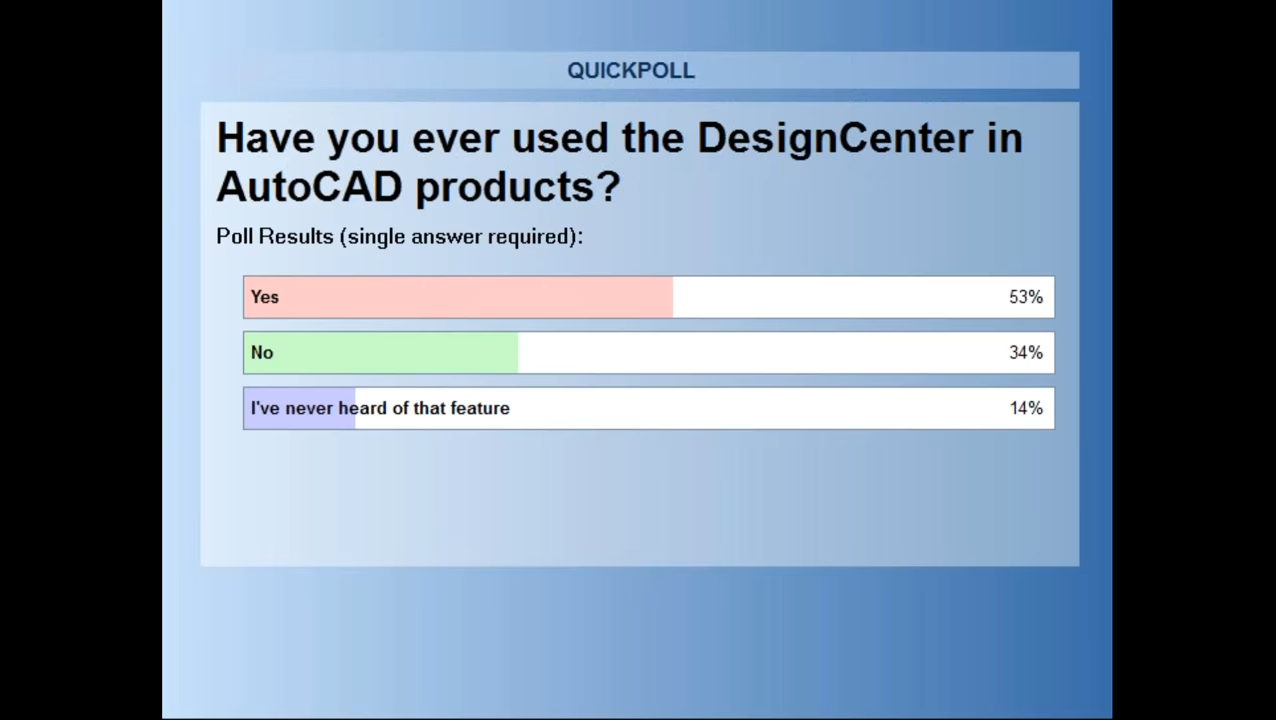 QUICKPOLL
Have you ever used the DesignCenter in
AutoCAD products?
Poll Results (single answer required):
Yes 53%
No 34%
I've never heard of that feature 14%